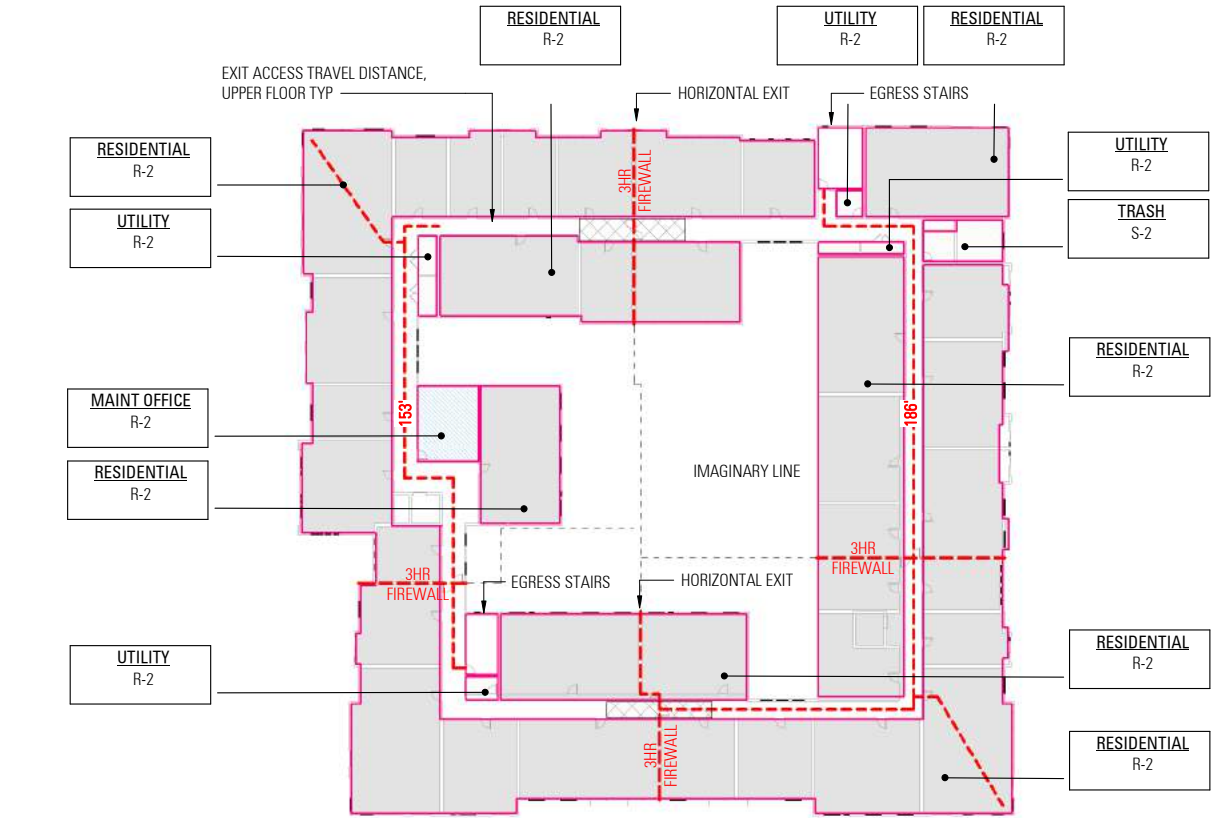 RESIDENTIAL
R-2
UTILITY
R-2
RESIDENTIAL
R-2
EXIT ACCESS TRAVEL DISTANCE,
UPPER FLOOR TYP
HORIZONTAL EXIT
EGRESS STAIRS
RESIDENTIAL
R-2
UTILITY
R-2
3HR
FIREWALL
UTILITY
R-2
TRASH
S-2
RESIDENTIAL
R-2
MAINT OFFICE
R-2
153'
186'
RESIDENTIAL
R-2
IMAGINARY LINE
3HR
FIREWALL
3HR
FIREWALL
EGRESS STAIRS
HORIZONTAL EXIT
UTILITY
R-2
RESIDENTIAL
R-2
3HR
FIREWALL
RESIDENTIAL
R-2